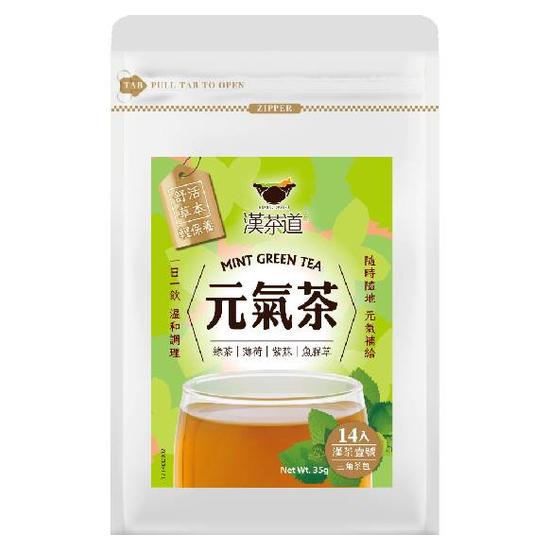 TAB PULL TAB TO OPEN
ZIPPER
舒活
草本
輕保養
漢茶道
MINT GREEN TEA
元氣茶
綠茶|薄荷|紫蘇|魚腥草
一日一飲 溫和調理
隨時隨地 元氣補給
14入
漢茶壹號
三角茶包
Net Wt. 35g